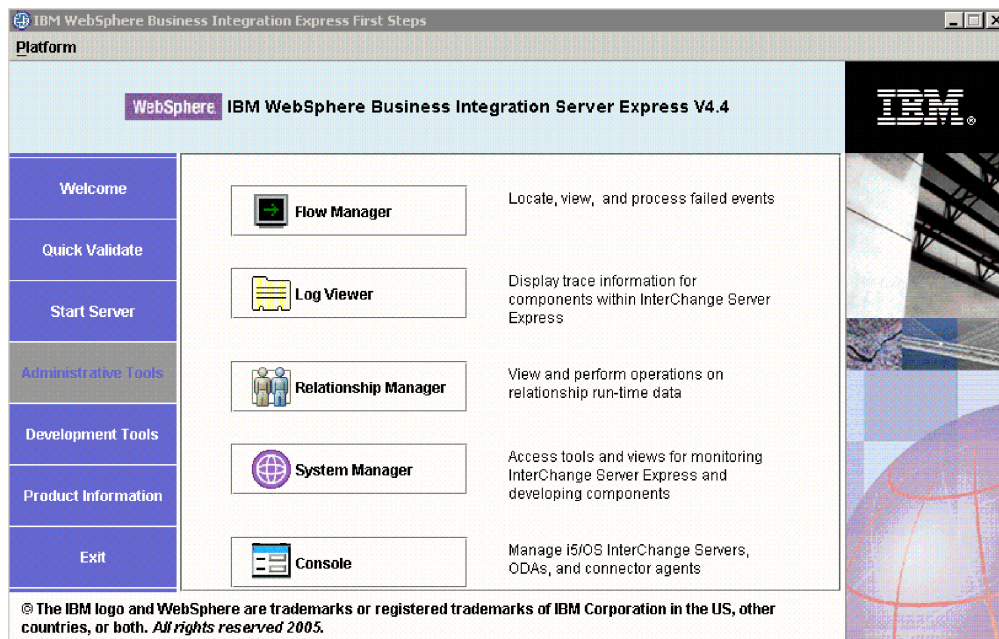 IBM WebSphere Business Integration Express First Steps
Platform
WebSphere. IBM WebSphere Business Integration Server Express V4.4
IBM®
Welcome
Quick Validate
Start Server
Administrative Tools
Development Tools
Product Information
Exit
Flow Manager
Locate, view, and process failed events
Log Viewer
Display trace information for
components within InterChange Server
Express
Relationship Manager
View and perform operations on
relationship run-time data
System Manager
Access tools and views for monitoring
InterChange Server Express and
developing components
Console
Manage i5/OS InterChange Servers,
ODAs, and connector agents
© The IBM logo and WebSphere are trademarks or registered trademarks of IBM Corporation in the US, other
countries, or both. All rights reserved 2005.